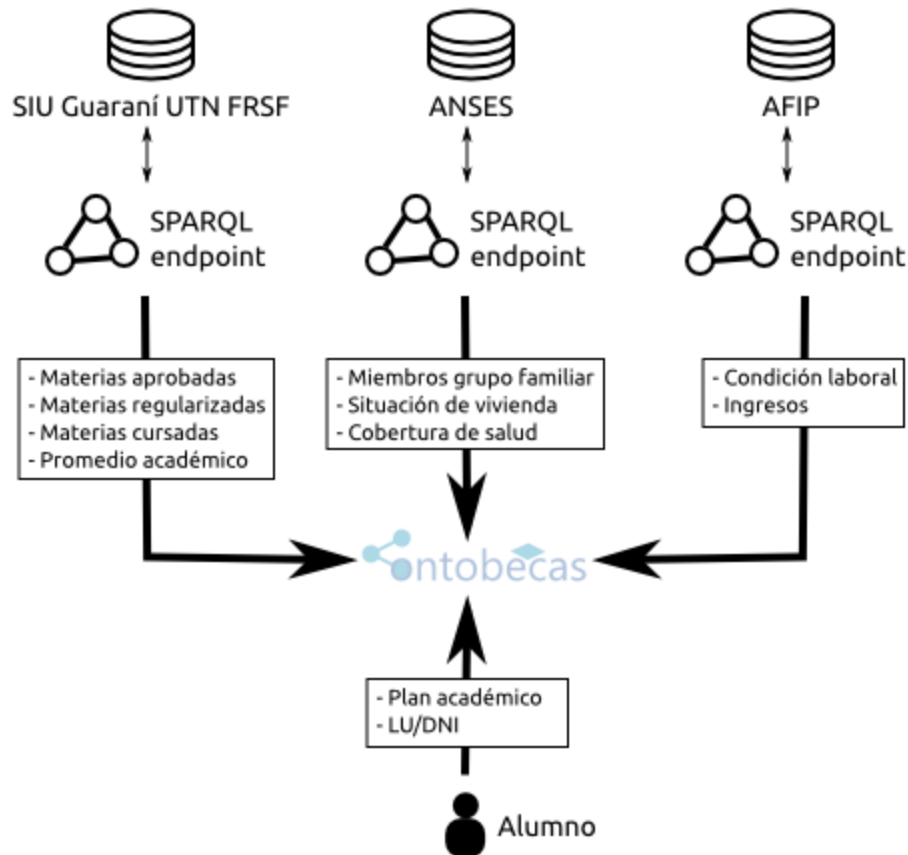 SIU Guaraní UTN FRSF
ANSES
AFIP
SPARQL
endpoint
SPARQL
endpoint
SPARQL
endpoint
- Materias aprobadas
- Materias regularizadas
- Materias cursadas
- Promedio académico
- Miembros grupo familiar
- Situación de vivienda
- Cobertura de salud
- Condición laboral
- Ingresos
ontobecas
- Plan académico
- LU/DNI
Alumno